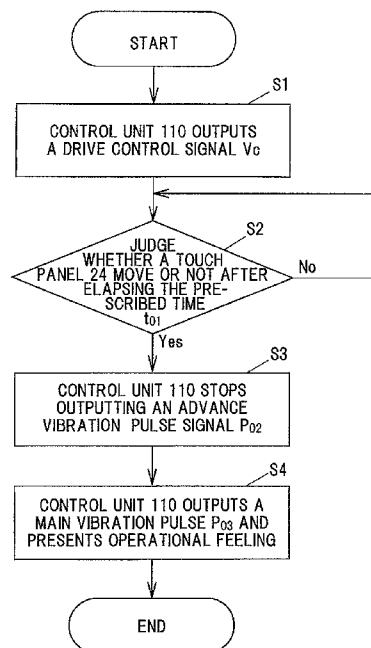 START
S1
CONTROL UNIT 110 OUTPUTS
A DRIVE CONTROL SIGNAL Vc
S2
JUDGE
WHETHER A TOUCH
PANEL 24 MOVE OR NOT AFTER
ELAPSING THE PRE-
SCRIBED TIME
t01
No
Yes
S3
CONTROL UNIT 110 STOPS
OUTPUTTING AN ADVANCE
VIBRATION PULSE SIGNAL P02
S4
CONTROL UNIT 110 OUTPUTS A
MAIN VIBRATION PULSE P03 AND
PRESENTS OPERATIONAL FEELING
END